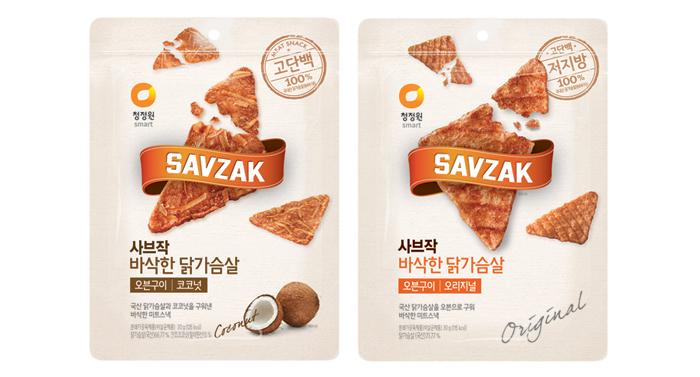 MEAT SNACK
고단백
100%
청정원
smart
SAVZAK
사브작
바삭한 닭가슴살
오븐구이 | 코코넛
국산 닭가슴살과 코코넛을 구워낸
바삭한 미트스낵
Coconut
고단백
저지방
100%
청정원
smart
SAVZAK
사브작
바삭한 닭가슴살
오븐구이 | 오리지널
국산 닭가슴살을 오븐으로 구워
바삭한 미트스낵
Original